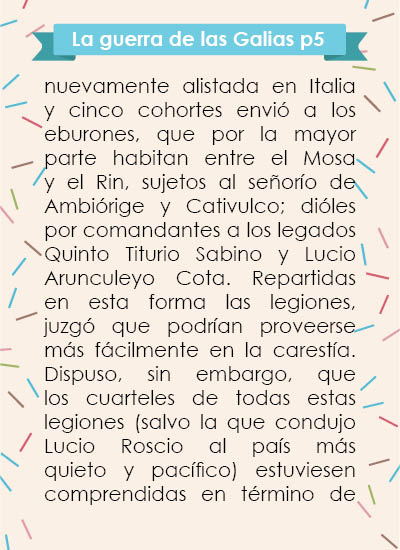 La guerra de las Galias p5
nuevamente alistada en Italia
y cinco cohortes envió a los
eburones, que por la mayor
parte habitan entre el Mosa
y el Rin, sujetos al señorío de
Ambiórige y Cativulco; dióles
por comandantes a los legados
Quinto Titurio Sabino y Lucio
Arunculeyo Cota. Repartidas
en esta forma las legiones,
juzgó que podrían proveerse
más fácilmente en la carestía.
Dispuso, sin embargo, que
los cuarteles de todas estas
legiones (salvo la que condujo
Lucio Roscio al país más
quieto y pacífico) estuviesen
comprendidas en término de